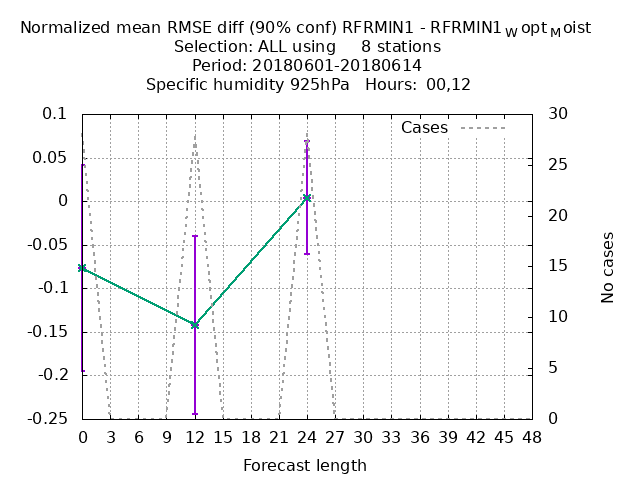 Normalized mean RMSE diff (90% conf) RFRMIN1 - RFRMIN1WoptMoist
Selection: ALL using 8 stations
Period: 20180601-20180614
Specific humidity 925hPa Hours: 00,12
Cases
0.1
0.05
0
-0.05
-0.1
-0.15
-0.2
-0.25
30
25
20
15
10
5
0
No cases
0 3 6 9 12 15 18 21 24 27 30 33 36 39 42 45 48
Forecast length